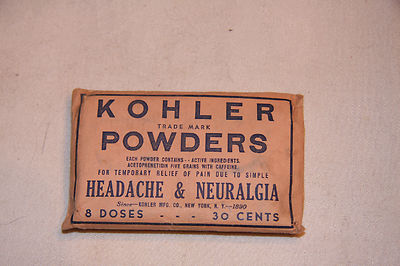 KOHLER
TRADE MARK
POWDERS
EACH POWDER CONTAINS - ACTIVE INGREDIENTS.
ACETOPHENETIDIN FIVE GRAINS WITH CAFFEINE.
FOR TEMPORARY RELIEF OF PAIN DUE TO SIMPLE
HEADACHE & NEURALGIA
Since—KOHLER MFG. CO., NEW YORK, N. Y.—1890
8 DOSES - - - 30 CENTS